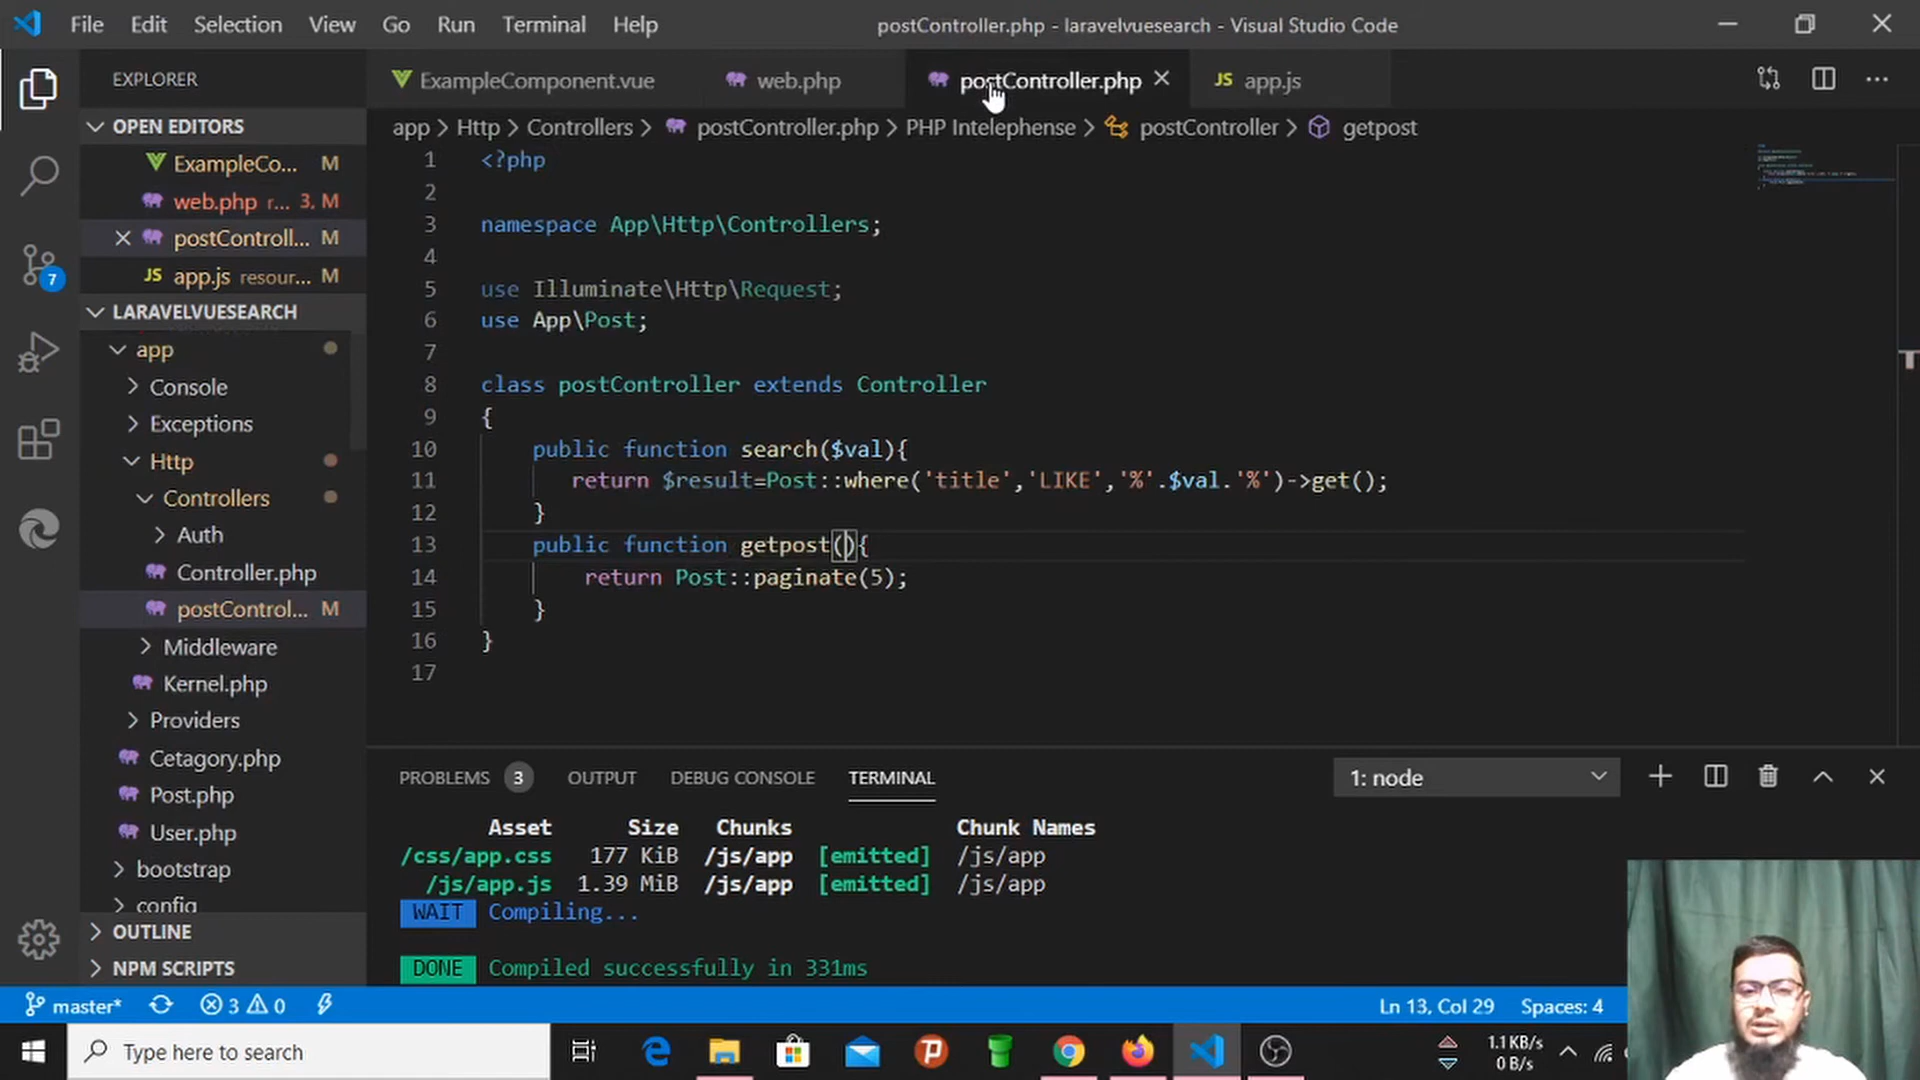 File Edit Selection View Go Run Terminal Help
postController.php - laravelvuesearch - Visual Studio Code
EXPLORER
OPEN EDITORS
ExampleCo... M
web.php r... 3, M
postControll... M
JS app.js resour... M
LARAVELVUESEARCH
app
Console
Exceptions
Http
Controllers
Auth
Controller.php
postControl... M
Middleware
Kernel.php
Providers
Cetagory.php
Post.php
User.php
bootstrap
config
OUTLINE
NPM SCRIPTS
7
ExampleComponent.vue web.php postController.php JS app.js
app > Http > Controllers > postController.php > PHP Intelephense > postController > getpost
1 <?php
2
3 namespace App\Http\Controllers;
4
5 use Illuminate\Http\Request;
6 use App\Post;
7
8 class postController extends Controller
9 {
10 public function search($val){
11 return $result=Post::where('title','LIKE','%'.$val.'%')->get();
12 }
13 public function getpost(){
14 return Post::paginate(5);
15 }
16 }
17
PROBLEMS 3 OUTPUT DEBUG CONSOLE TERMINAL 1: node
Asset Size Chunks Chunk Names
/css/app.css 177 KiB /js/app [emitted] /js/app
/js/app.js 1.39 MiB /js/app [emitted] /js/app
WAIT Compiling...
DONE Compiled successfully in 331ms
master* 3 0 Ln 13, Col 29 Spaces: 4
Type here to search
1.1 KB/s
0 B/s